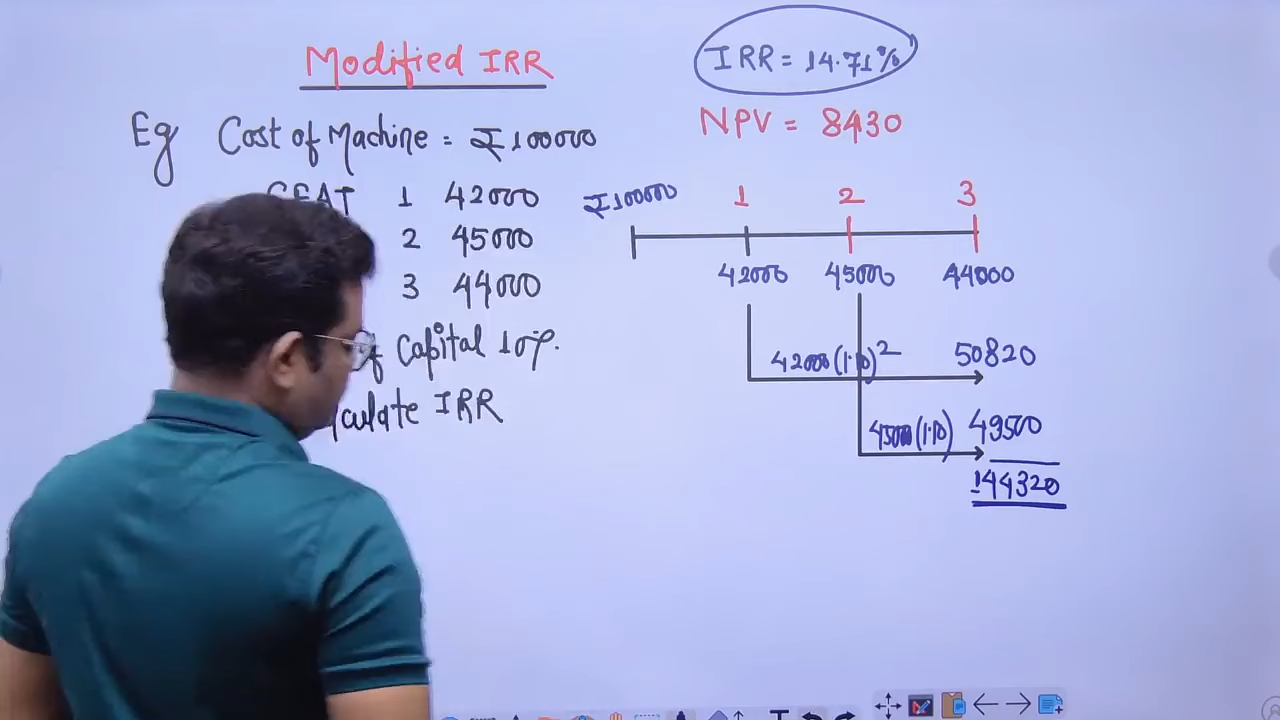 Modified IRR
IRR = 14.71%
NPV = 8430
Eg Cost of Machine = ₹100000
CFAT 1 42000
2 45000
3 44000
Capital 10%.
IRR
₹100000 1 2 3
42000 45000 44000
42000(1.10)2 50820
45000(1.10) 49500
144320